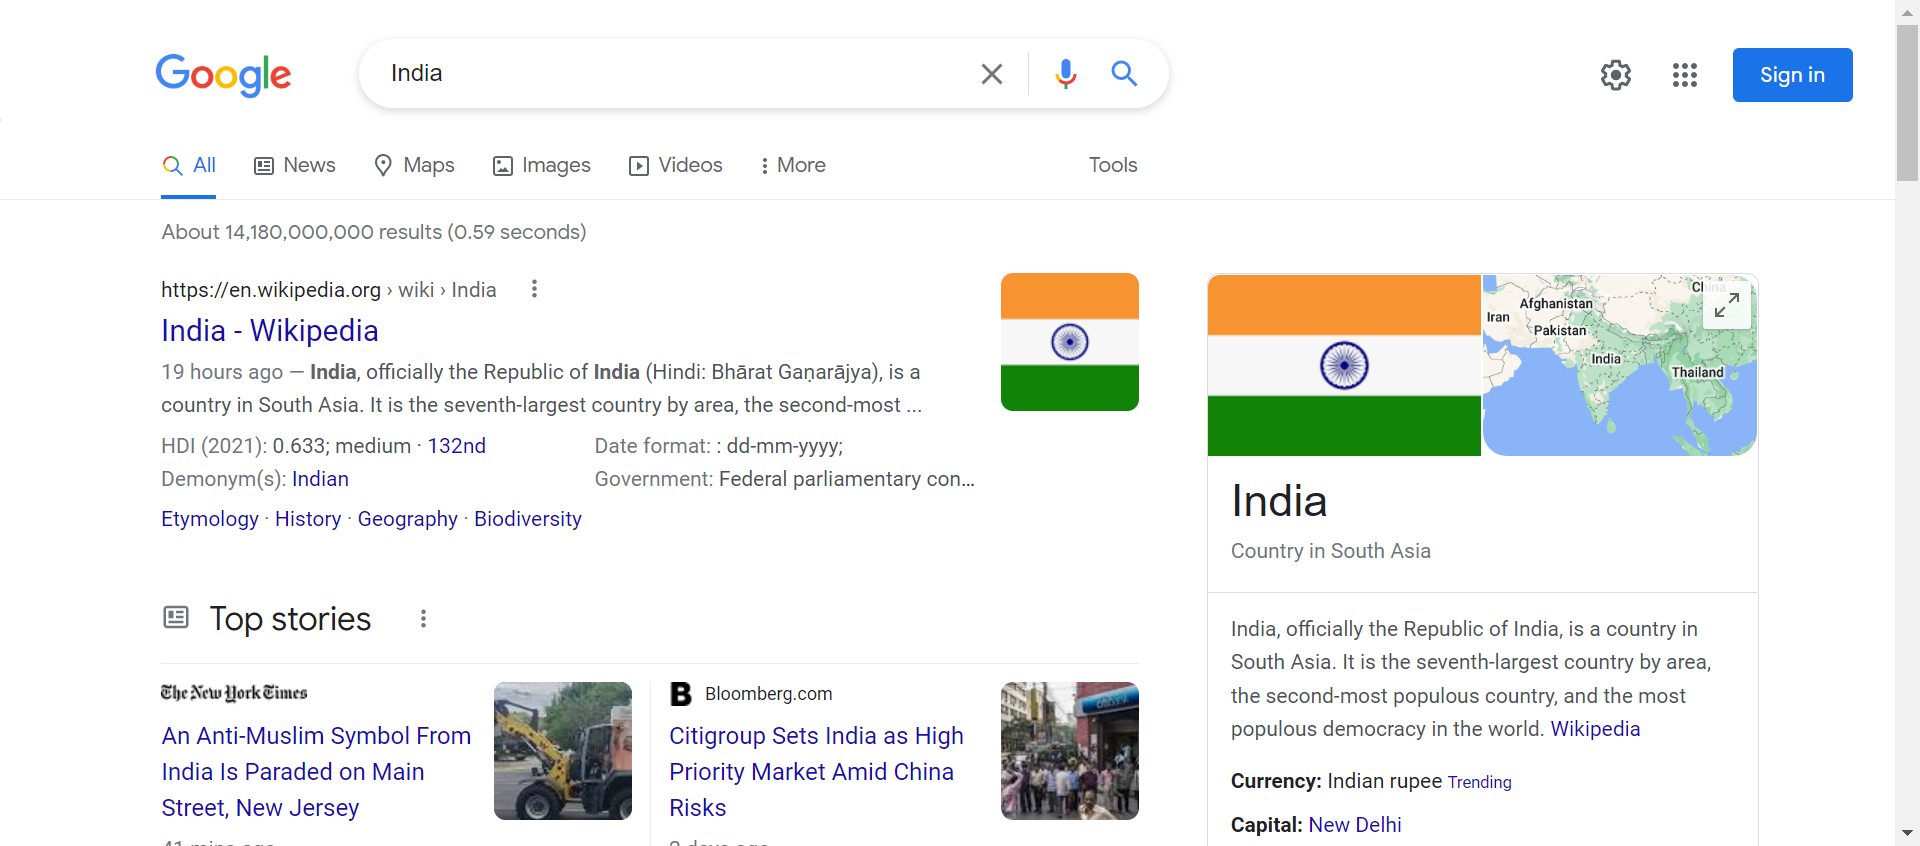 Google
India
Sign in
All
News
Maps
Images
Videos
More
Tools
About 14,180,000,000 results (0.59 seconds)
https://en.wikipedia.org › wiki › India
India - Wikipedia
19 hours ago — India, officially the Republic of India (Hindi: Bhārat Gaṇarājya), is a
country in South Asia. It is the seventh-largest country by area, the second-most ...
HDI (2021): 0.633; medium · 132nd
Date format: : dd-mm-yyyy;
Demonym(s): Indian
Government: Federal parliamentary con...
Etymology · History · Geography · Biodiversity
Top stories
The New York Times
An Anti-Muslim Symbol From
India Is Paraded on Main
Street, New Jersey
41 mins ago
B Bloomberg.com
Citigroup Sets India as High
Priority Market Amid China
Risks
2 days ago
China
Afghanistan
Iran
Pakistan
India
Thailand
India
Country in South Asia
India, officially the Republic of India, is a country in
South Asia. It is the seventh-largest country by area,
the second-most populous country, and the most
populous democracy in the world. Wikipedia
Currency: Indian rupee Trending
Capital: New Delhi